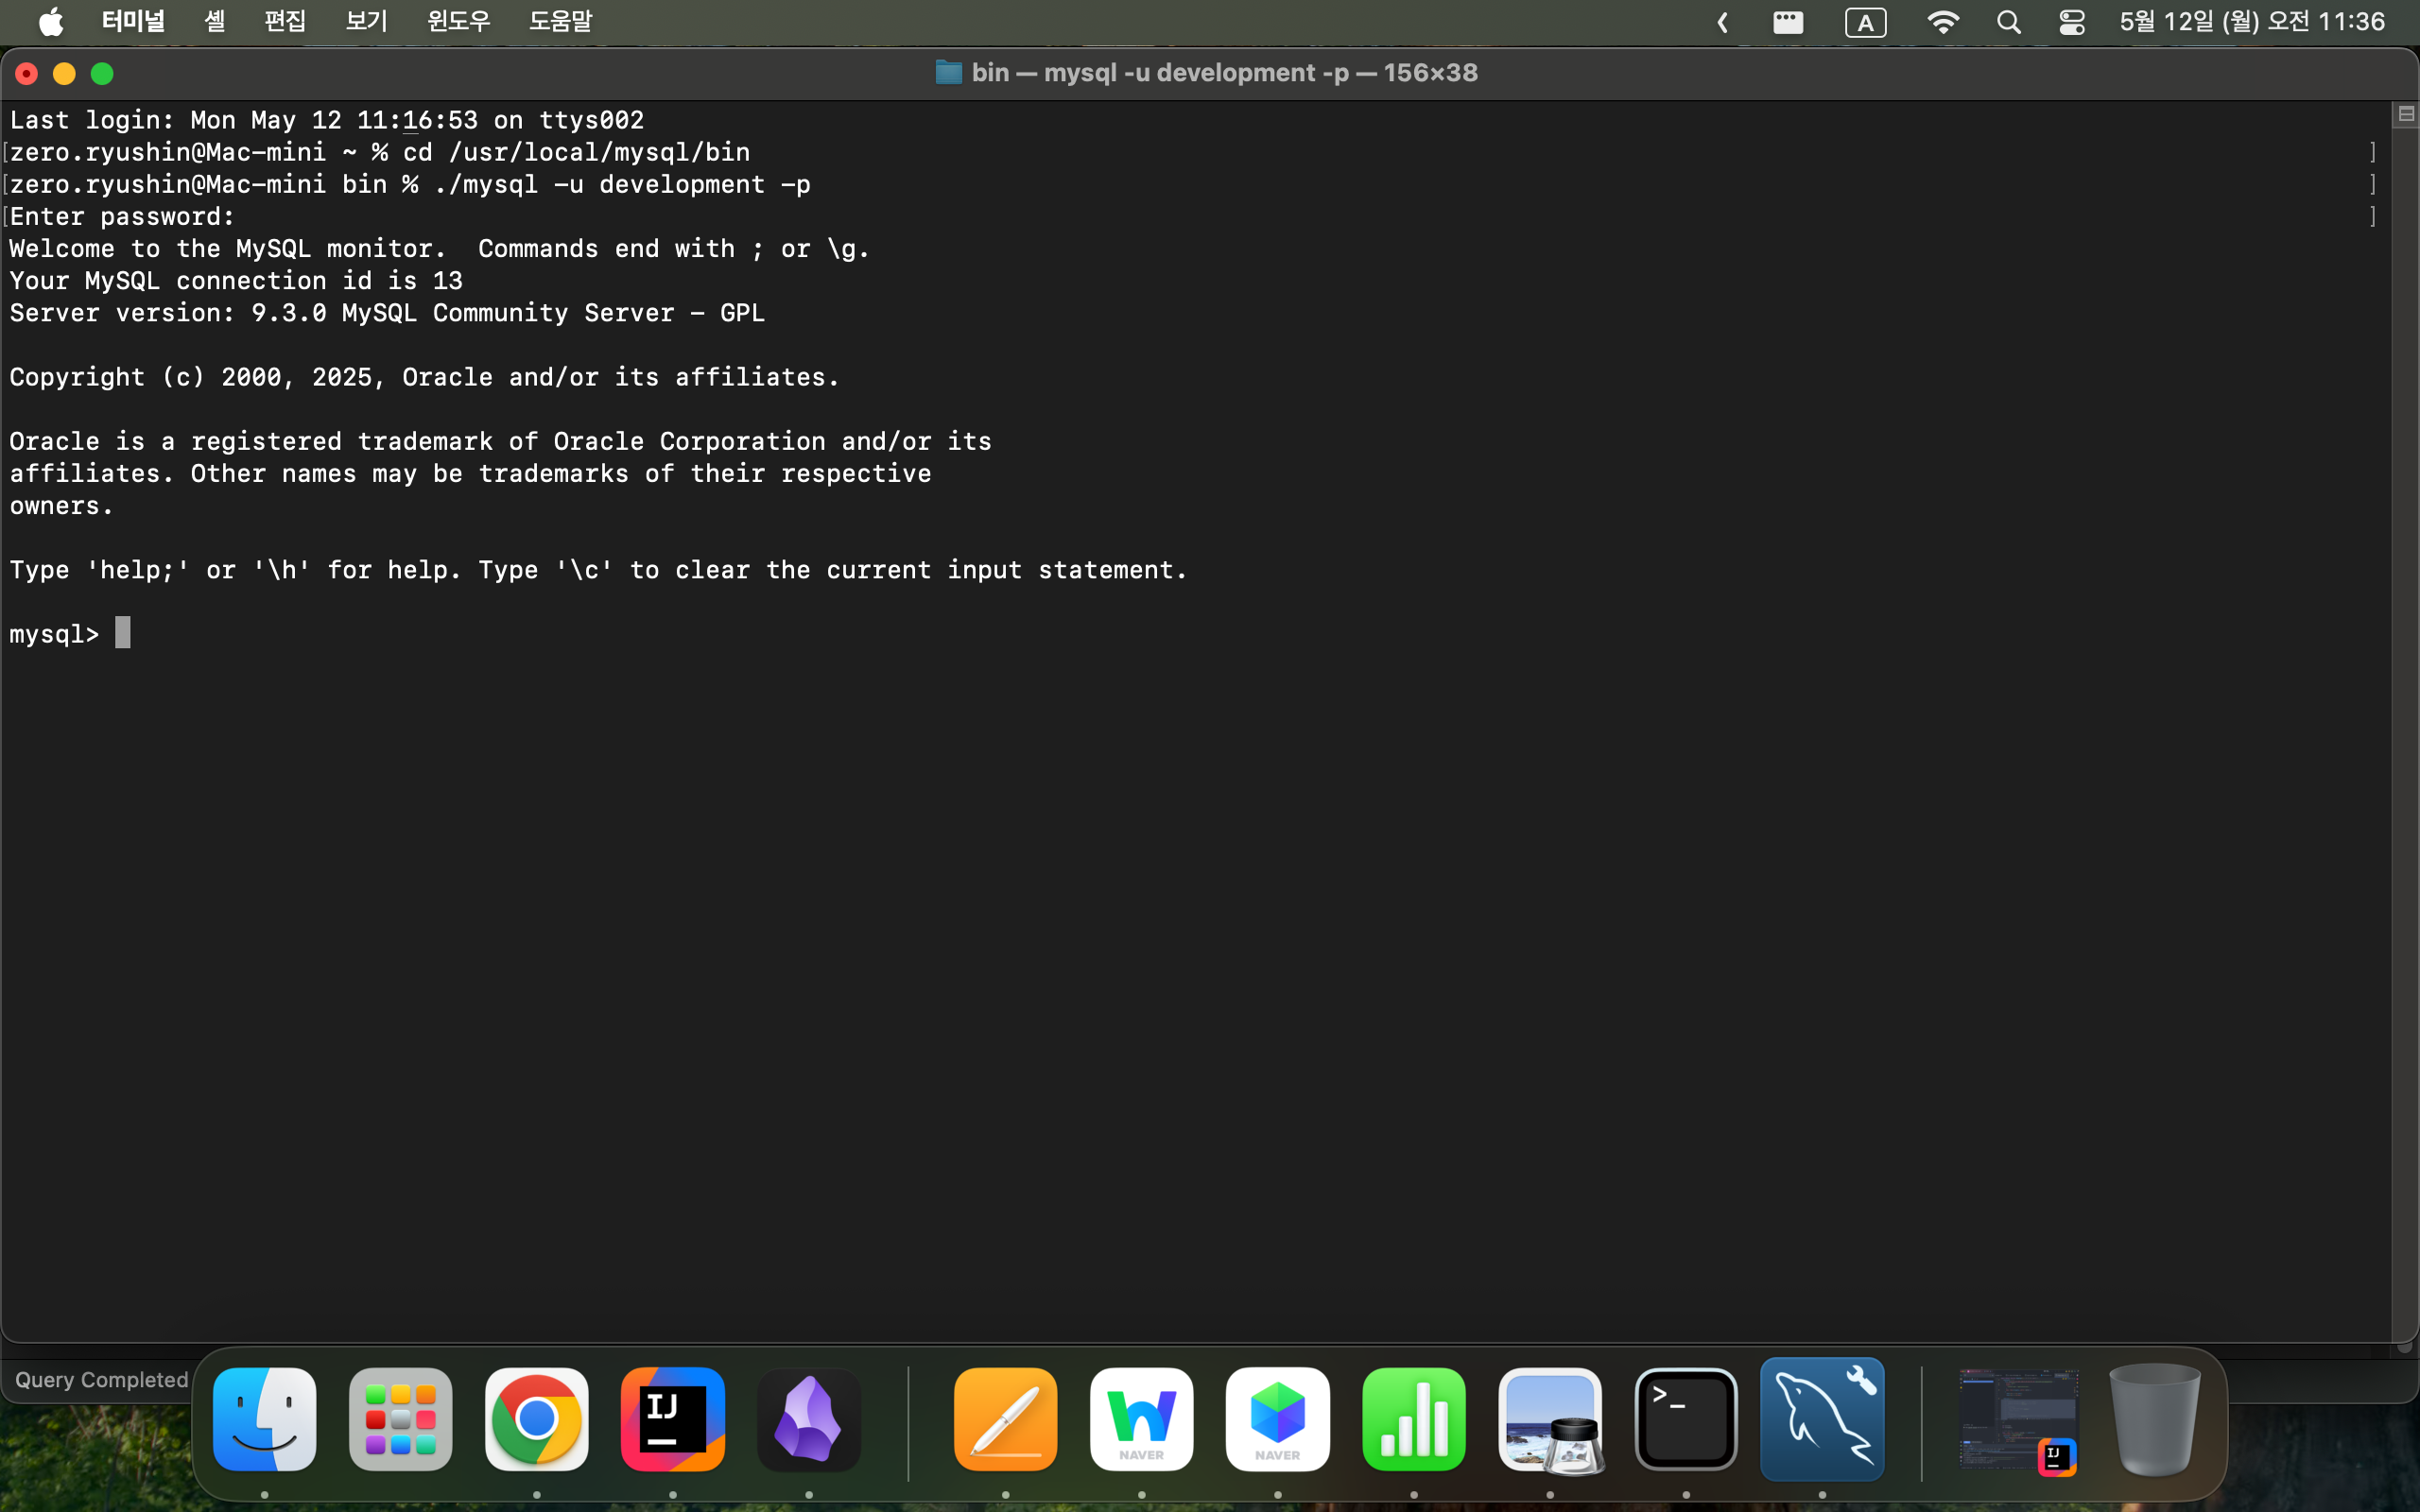 터미널 셸 편집 보기 윈도우 도움말 A 5월 12일 (월) 오전 11:36
bin — mysql -u development -p — 156×38
Last login: Mon May 12 11:16:53 on ttys002
[zero.ryushin@Mac-mini ~ % cd /usr/local/mysql/bin ]
[zero.ryushin@Mac-mini bin % ./mysql -u development -p ]
[Enter password: ]
Welcome to the MySQL monitor.  Commands end with ; or \g.
Your MySQL connection id is 13
Server version: 9.3.0 MySQL Community Server - GPL
Copyright (c) 2000, 2025, Oracle and/or its affiliates.
Oracle is a registered trademark of Oracle Corporation and/or its
affiliates. Other names may be trademarks of their respective
owners.
Type 'help;' or '\h' for help. Type '\c' to clear the current input statement.
mysql>
Query Completed
IJ
NAVER
NAVER
>_
IJ